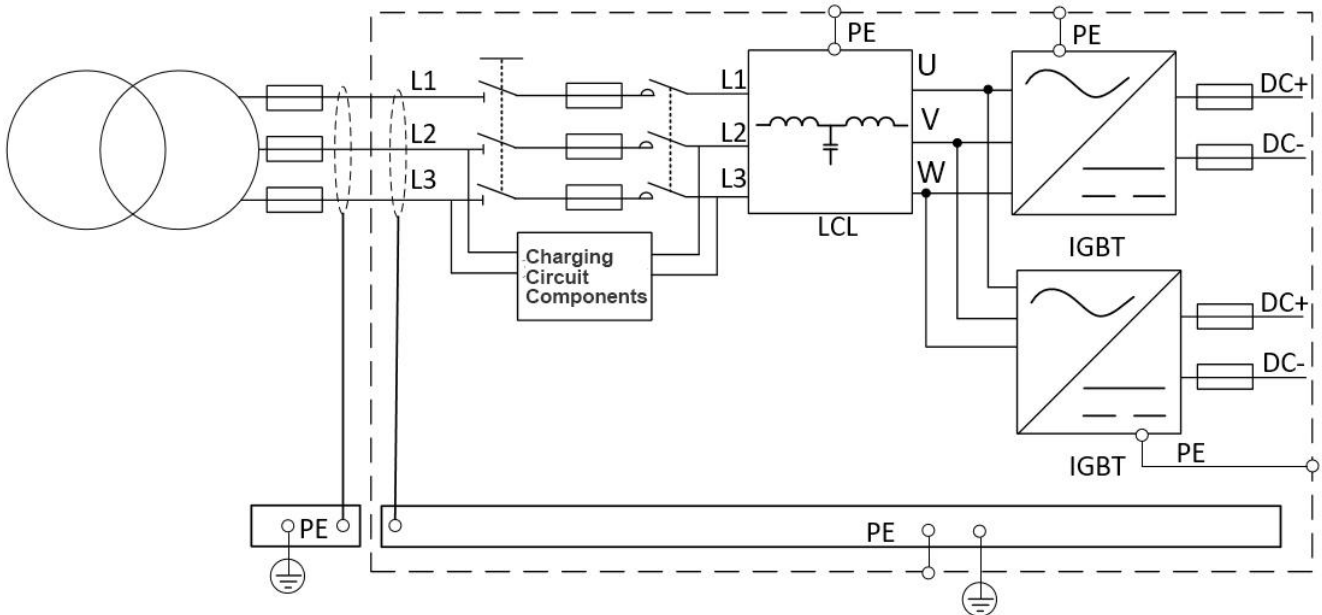 PE
PE
L1
L1
U
DC+
L2
L2
V
DC-
L3
L3
W
LCL
Charging
Circuit
Components
IGBT
DC+
DC-
IGBT
PE
PE
PE